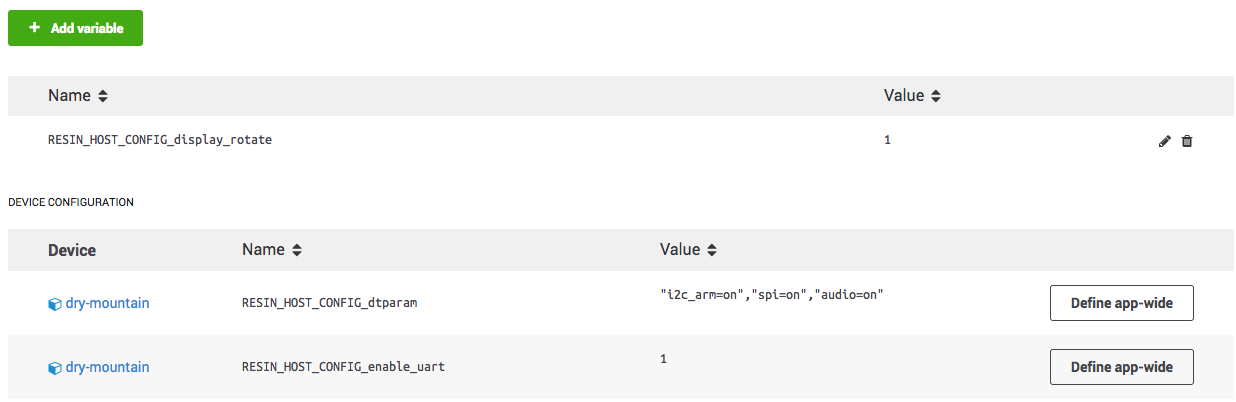 + Add variable
Name Value
RESIN_HOST_CONFIG_display_rotate 1
DEVICE CONFIGURATION
Device Name Value
dry-mountain RESIN_HOST_CONFIG_dtparam "i2c_arm=on","spi=on","audio=on" Define app-wide
dry-mountain RESIN_HOST_CONFIG_enable_uart 1 Define app-wide